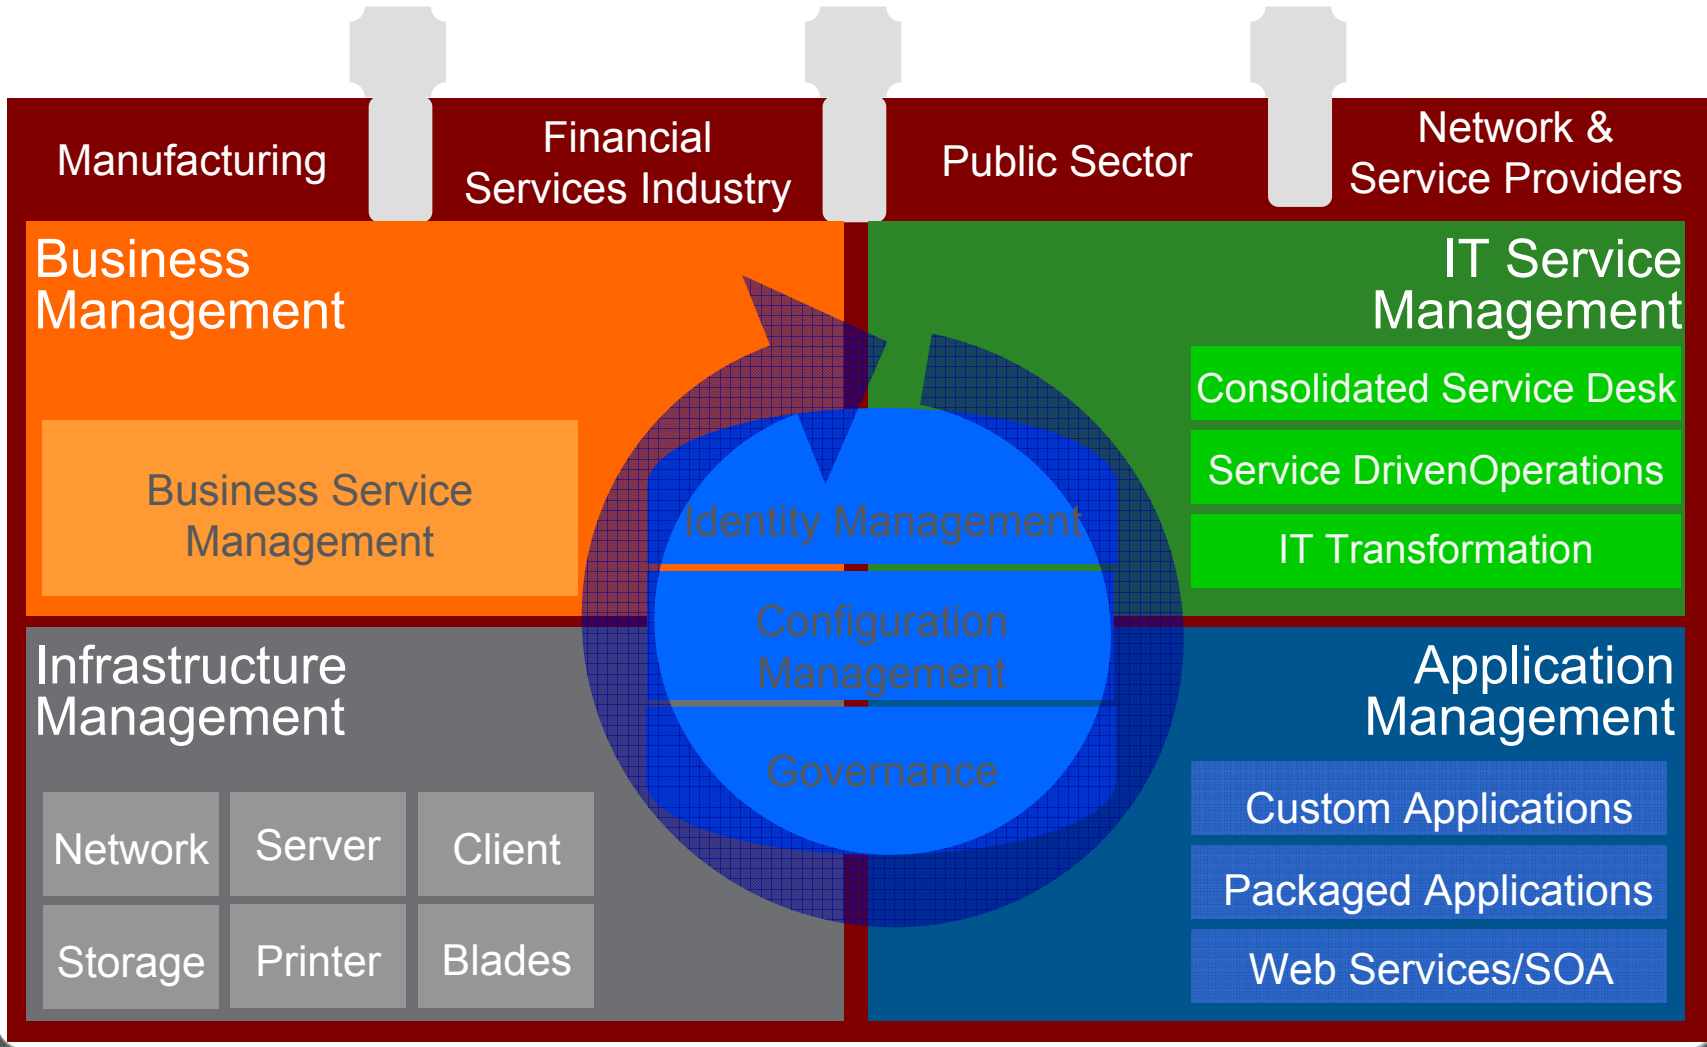 Manufacturing
Financial
Services Industry
Public Sector
Network &
Service Providers
Business
Management
Business Service
Management
IT Service
Management
Consolidated Service Desk
Service DrivenOperations
IT Transformation
Identity Management
Configuration
Management
Governance
Infrastructure
Management
Network
Server
Client
Storage
Printer
Blades
Application
Management
Custom Applications
Packaged Applications
Web Services/SOA